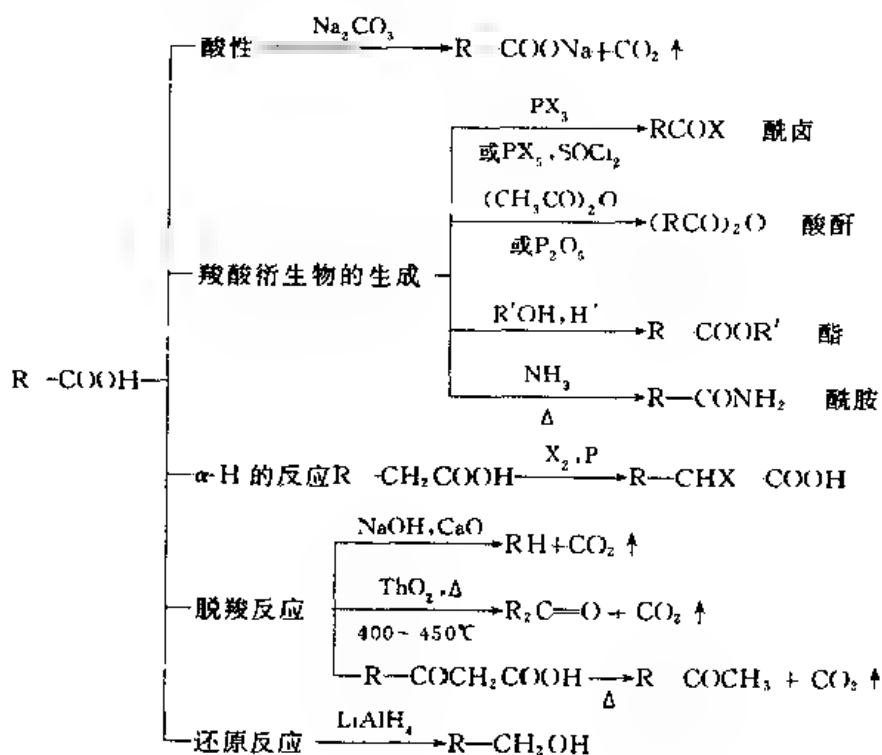 酸性 Na₂CO₃ → R COONa+CO₂↑
PX₃ → RCOX 酰卤
或PX₅,SOCl₂
(CH₃CO)₂O → (RCO)₂O 酸酐
或P₂O₅
羧酸衍生物的生成
R'OH,H' → R COOR' 酯
R-COOH
NH₃ → R—CONH₂ 酰胺
Δ
α-H的反应R-CH₂COOH X₂,P → R—CHX COOH
NaOH,CaO → RH+CO₂↑
脱羧反应 ThO₂,Δ → R₂C=O+CO₂↑
400~450℃
R—COCH₂COOH → R COCH₃+CO₂↑
Δ
还原反应 LiAlH₄ → R—CH₂OH